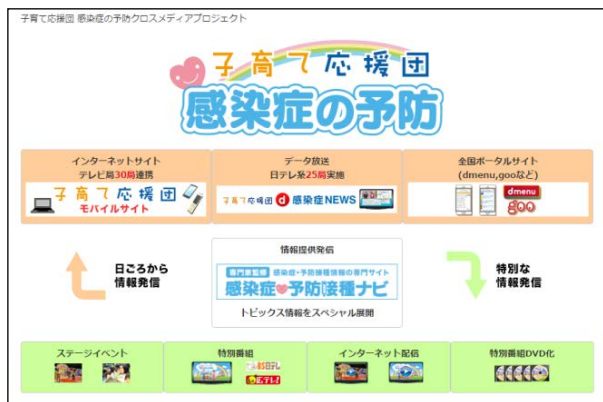 子育て応援団 感染症の予防クロスメディアプロジェクト
子育て応援団
感染症の予防
インターネットサイト
テレビ局30局連携
子育て応援団
モバイルサイト
データ放送
日テレ系25局実施
子育て応援団 d 感染症NEWS
全国ポータルサイト
(dmenu,gooなど)
dmenu
goo
日ごろから
情報発信
情報提供発信
専門家監修 感染症・予防接種情報の専門サイト
感染症予防接種ナビ
トピックス情報をスペシャル展開
特別な
情報発信
ステージイベント
特別番組
BS日テレ
広テレ!
インターネット配信
特別番組DVD化